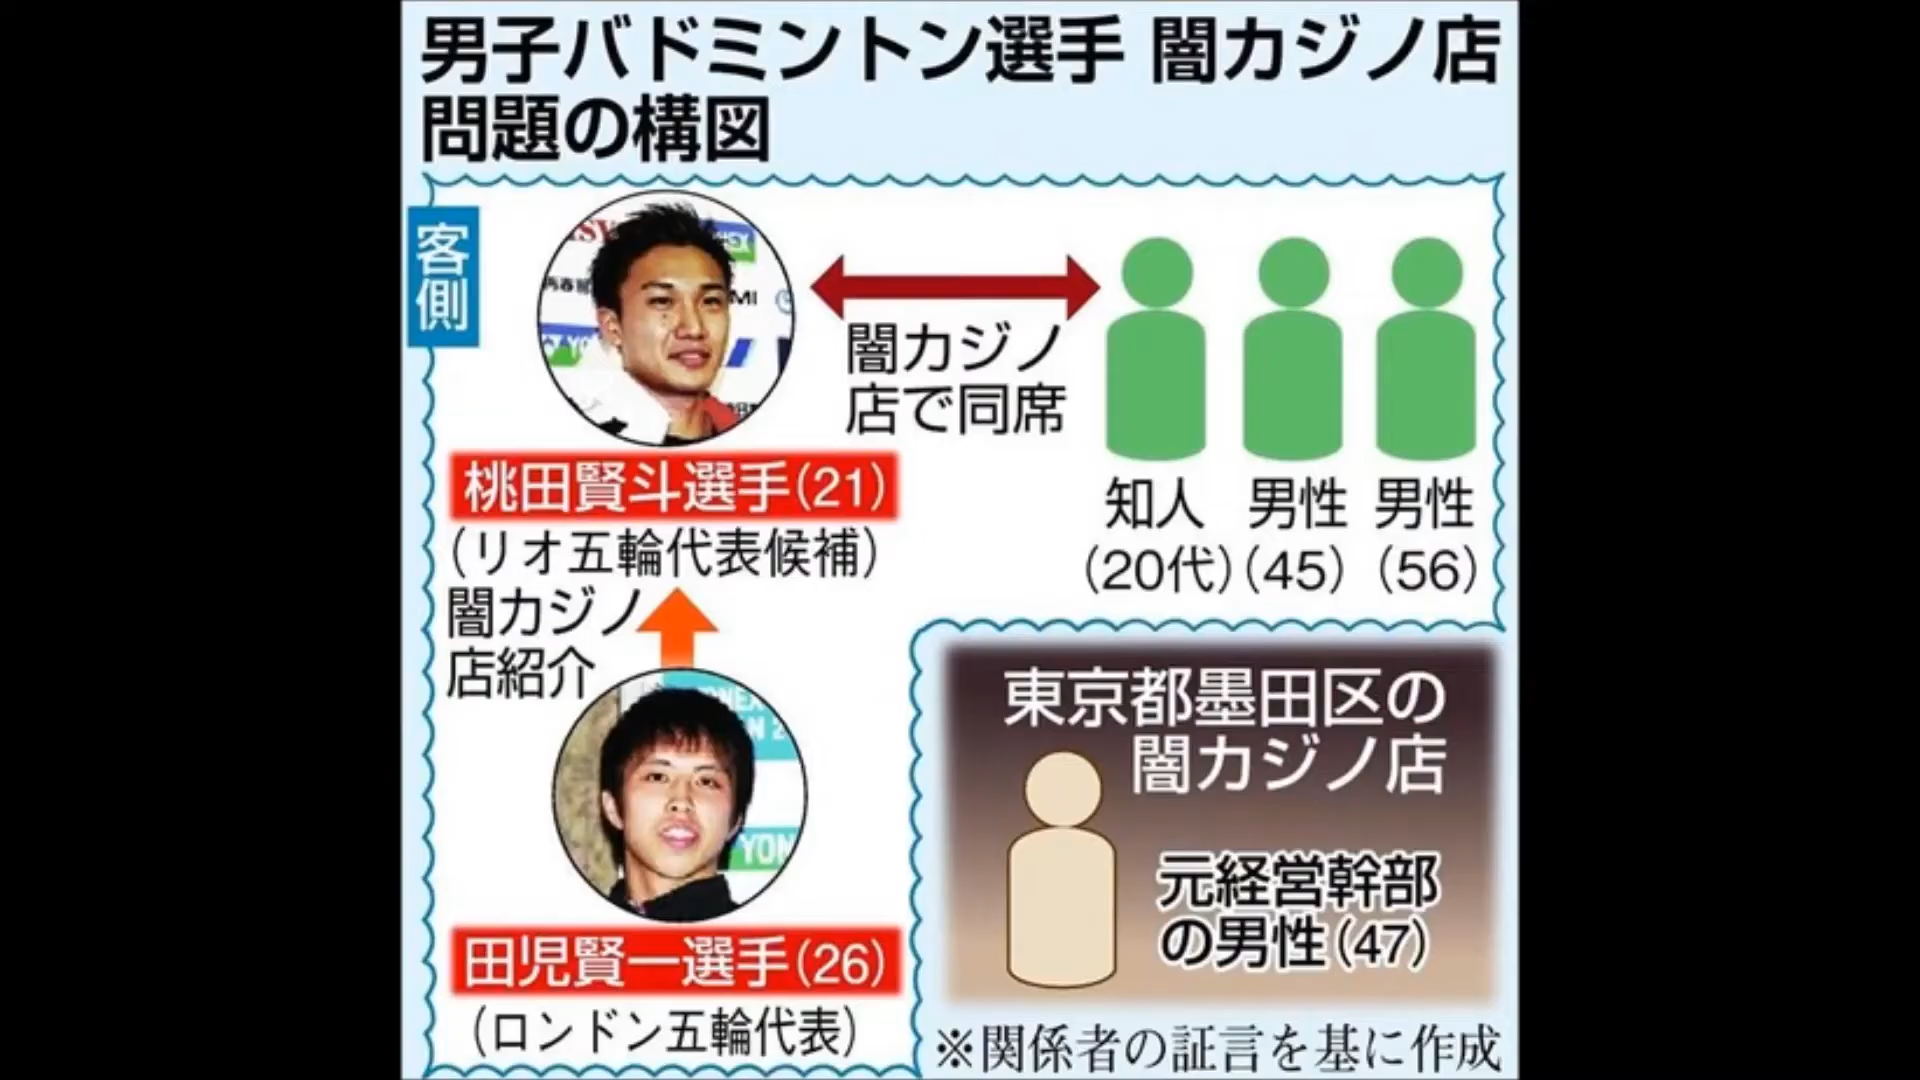 男子バドミントン選手 闇カジノ店
問題の構図
客側
闇カジノ
店で同席
桃田賢斗選手(21)
(リオ五輪代表候補)
知人
(20代)
男性
(45)
男性
(56)
闇カジノ
店紹介
田児賢一選手(26)
(ロンドン五輪代表)
東京都墨田区の
闇カジノ店
元経営幹部
の男性(47)
※関係者の証言を基に作成